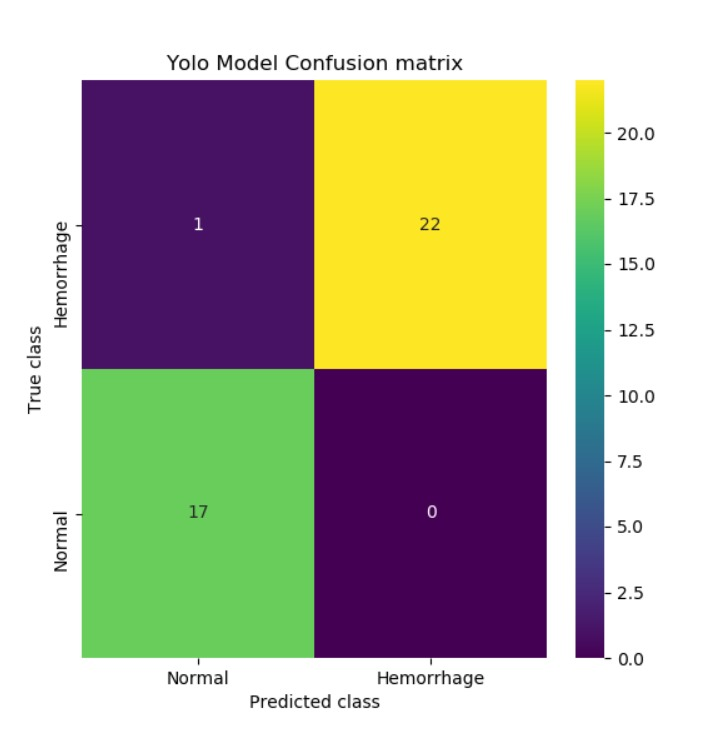 Yolo Model Confusion matrix
True class
Hemorrhage
Normal
1
22
17
0
Normal
Hemorrhage
Predicted class
20.0
17.5
15.0
12.5
10.0
7.5
5.0
2.5
0.0